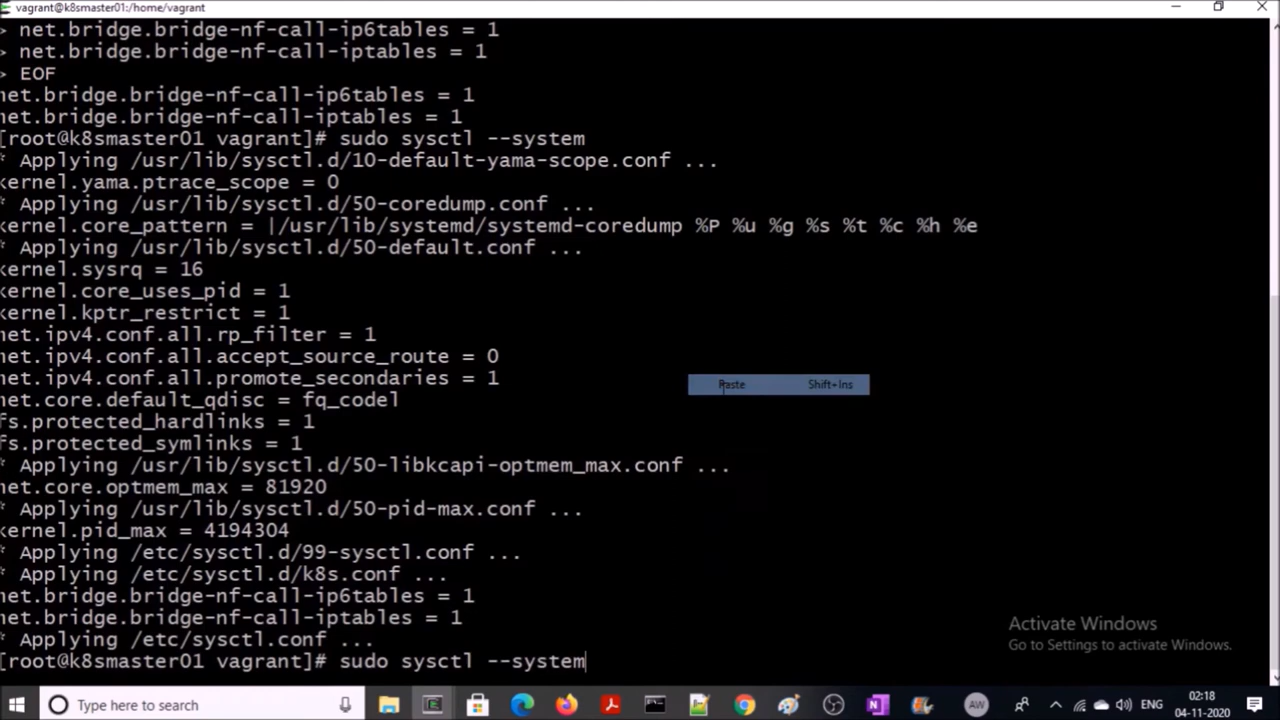 vagrant@k8smaster01:/home/vagrant
> net.bridge.bridge-nf-call-ip6tables = 1
> net.bridge.bridge-nf-call-iptables = 1
> EOF
net.bridge.bridge-nf-call-ip6tables = 1
net.bridge.bridge-nf-call-iptables = 1
[root@k8smaster01 vagrant]# sudo sysctl --system
* Applying /usr/lib/sysctl.d/10-default-yama-scope.conf ...
kernel.yama.ptrace_scope = 0
* Applying /usr/lib/sysctl.d/50-coredump.conf ...
kernel.core_pattern = |/usr/lib/systemd/systemd-coredump %P %u %g %s %t %c %h %e
* Applying /usr/lib/sysctl.d/50-default.conf ...
kernel.sysrq = 16
kernel.core_uses_pid = 1
kernel.kptr_restrict = 1
net.ipv4.conf.all.rp_filter = 1
net.ipv4.conf.all.accept_source_route = 0
net.ipv4.conf.all.promote_secondaries = 1
Paste Shift+Ins
net.core.default_qdisc = fq_codel
fs.protected_hardlinks = 1
fs.protected_symlinks = 1
* Applying /usr/lib/sysctl.d/50-libkcapi-optmem_max.conf ...
net.core.optmem_max = 81920
* Applying /usr/lib/sysctl.d/50-pid-max.conf ...
kernel.pid_max = 4194304
* Applying /etc/sysctl.d/99-sysctl.conf ...
* Applying /etc/sysctl.d/k8s.conf ...
net.bridge.bridge-nf-call-ip6tables = 1
net.bridge.bridge-nf-call-iptables = 1
* Applying /etc/sysctl.conf ...
[root@k8smaster01 vagrant]# sudo sysctl --system
Activate Windows
Go to Settings to activate Windows.
Type here to search
AW
ENG
02:18
04-11-2020